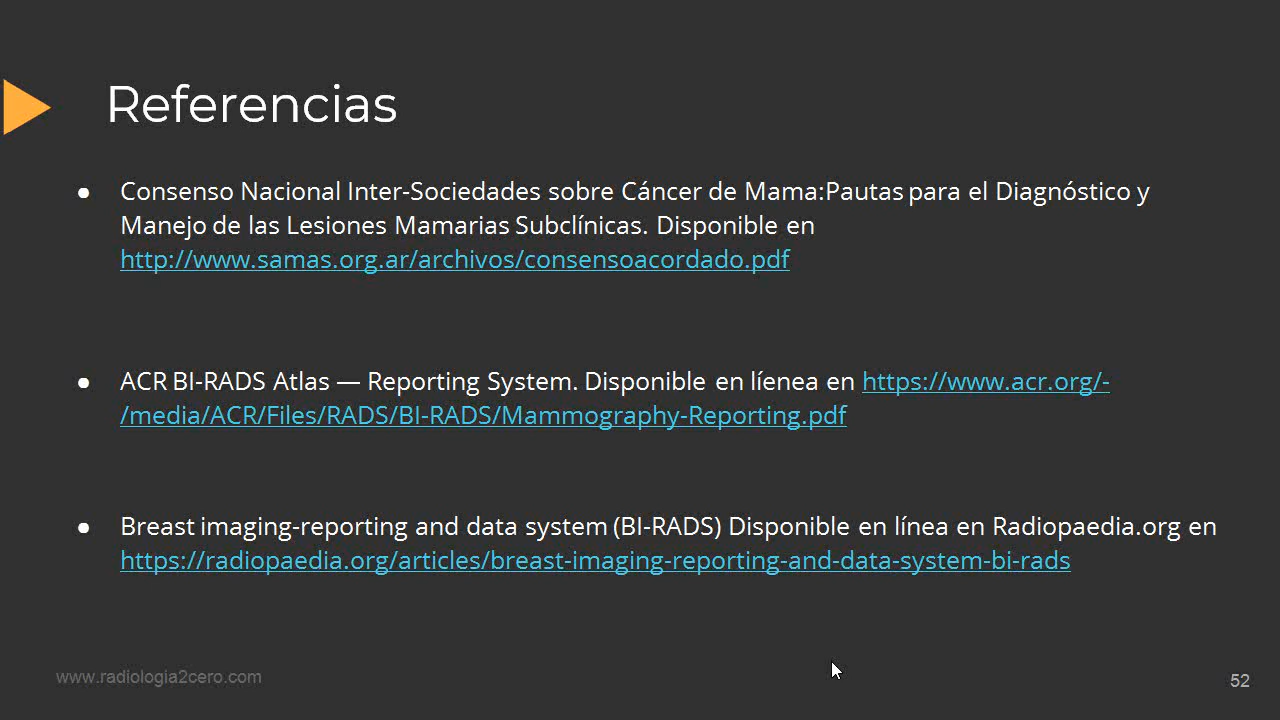 Referencias
● Consenso Nacional Inter-Sociedades sobre Cáncer de Mama:Pautas para el Diagnóstico y
Manejo de las Lesiones Mamarias Subclínicas. Disponible en
http://www.samas.org.ar/archivos/consensoacordado.pdf
● ACR BI-RADS Atlas — Reporting System. Disponible en líenea en https://www.acr.org/-
/media/ACR/Files/RADS/BI-RADS/Mammography-Reporting.pdf
● Breast imaging-reporting and data system (BI-RADS) Disponible en línea en Radiopaedia.org en
https://radiopaedia.org/articles/breast-imaging-reporting-and-data-system-bi-rads
www.radiologia2cero.com
52